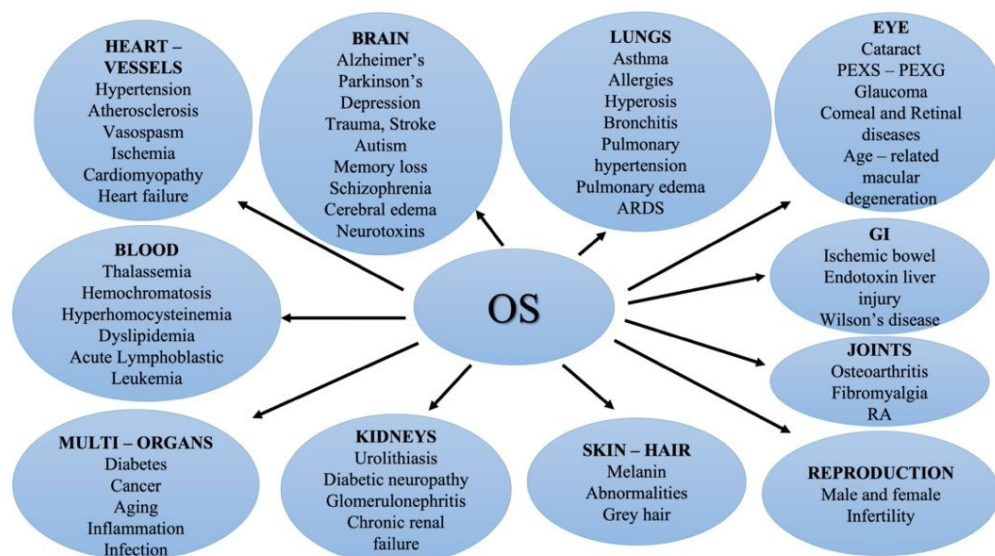 HEART –
VESSELS
Hypertension
Atherosclerosis
Vasospasm
Ischemia
Cardiomyopathy
Heart failure
BRAIN
Alzheimer’s
Parkinson’s
Depression
Trauma, Stroke
Autism
Memory loss
Schizophrenia
Cerebral edema
Neurotoxins
LUNGS
Asthma
Allergies
Hyperosis
Bronchitis
Pulmonary
hypertension
Pulmonary edema
ARDS
EYE
Cataract
PEXS – PEXG
Glaucoma
Comeal and Retinal
diseases
Age – related
macular
degeneration
BLOOD
Thalassemia
Hemochromatosis
Hyperhomocysteinemia
Dyslipidemia
Acute Lymphoblastic
Leukemia
OS
GI
Ischemic bowel
Endotoxin liver
injury
Wilson’s disease
JOINTS
Osteoarthritis
Fibromyalgia
RA
MULTI – ORGANS
Diabetes
Cancer
Aging
Inflammation
Infection
KIDNEYS
Urolithiasis
Diabetic neuropathy
Glomerulonephritis
Chronic renal
failure
SKIN – HAIR
Melanin
Abnormalities
Grey hair
REPRODUCTION
Male and female
Infertility